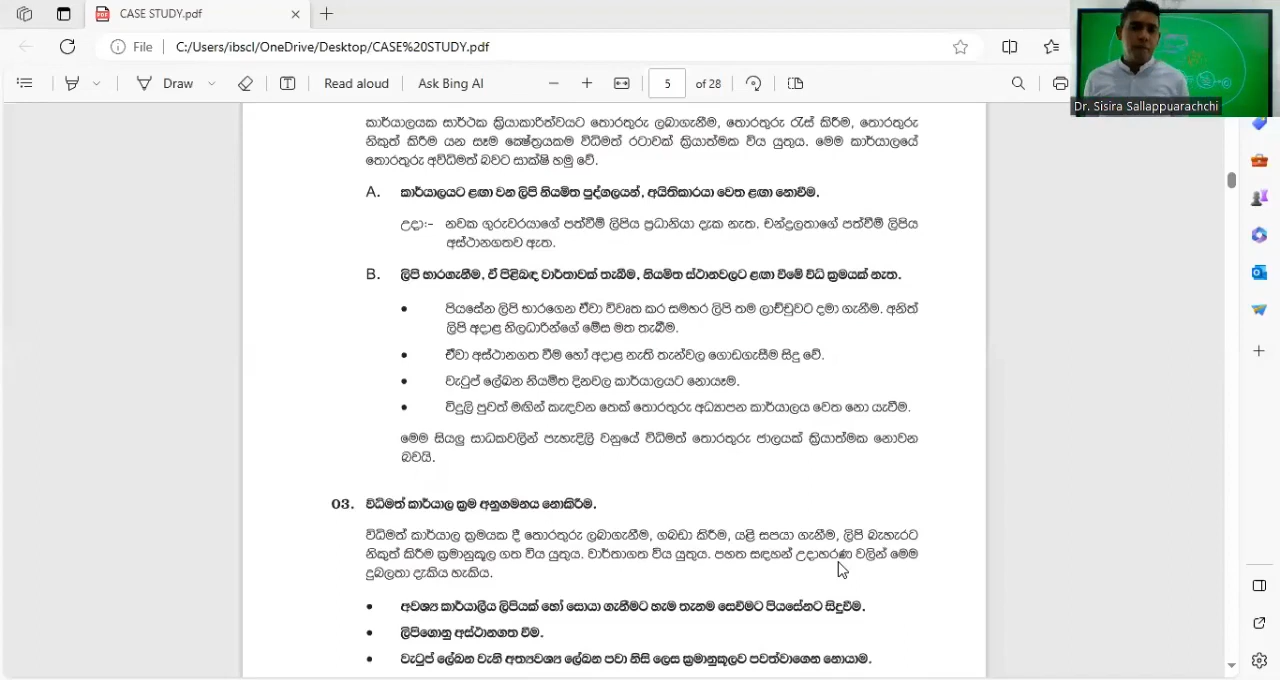 CASE STUDY.pdf
File
C:/Users/ibscl/OneDrive/Desktop/CASE%20STUDY.pdf
Draw
Read aloud
Ask Bing AI
5
of 28
Dr. Sisira Sallappuarachchi
කාර්යාලයක සාර්ථක ක්‍රියාකාරිත්වයට තොරතුරු ලබාගැනීම, තොරතුරු රැස් කිරීම, තොරතුරු
නිකුත් කිරීම යන සෑම ක්‍ෂේත්‍රයකම විධිමත් රටාවක් ක්‍රියාත්මක විය යුතුය. මෙම කාර්යාලයේ
තොරතුරු අවිධිමත් බවට සාක්ෂි හමු වේ.
A. කාර්යාලයට ළඟා වන ලිපි නියමිත පුද්ගලයන්, අයිතිකාරයා වෙත ළඟා නොවීම.
උදා:- නවක ගුරුවරයාගේ පත්වීම් ලිපිය ප්‍රධානියා දැක නැත. චන්ද්‍රලතාගේ පත්වීම් ලිපිය
අස්ථානගතව ඇත.
B. ලිපි භාරගැනීම, ඒ පිළිබඳ වාර්තාවක් තැබීම, නියමිත ස්ථානවලට ළඟා වීමේ විධි ක්‍රමයක් නැත.
• පියසේන ලිපි භාරගෙන ඒවා විවෘත කර සමහර ලිපි තම ලාච්චුවට දමා ගැනීම. අනිත්
ලිපි අදාළ නිලධාරින්ගේ මේස මත තැබීම.
• ඒවා අස්ථානගත වීම හෝ අදාළ නැති තැන්වල ගොඩගැසීම සිදු වේ.
• වැටුප් ලේඛන නියමිත දිනවල කාර්යාලයට නොයෑම.
• විදුලි පුවත් මඟින් කැඳවන තෙක් තොරතුරු අධ්‍යාපන කාර්යාලය වෙත නො යැවීම.
මෙම සියලු සාධකවලින් පැහැදිලි වනුයේ විධිමත් තොරතුරු ජාලයක් ක්‍රියාත්මක නොවන
බවයි.
03. විධිමත් කාර්යාල ක්‍රම අනුගමනය නොකිරීම.
විධිමත් කාර්යාල ක්‍රමයක දී තොරතුරු ලබාගැනීම, ගබඩා කිරීම, යළි සපයා ගැනීම, ලිපි බැහැරට
නිකුත් කිරීම ක්‍රමානුකූල ගත විය යුතුය. වාර්තාගත විය යුතුය. පහත සඳහන් උදාහරණ වලින් මෙම
දුබලතා දැකිය හැකිය.
• අවශ්‍ය කාර්යාලීය ලිපියක් හෝ සොයා ගැනීමට හැම තැනම සෙවීමට පියසේනට සිදුවීම.
• ලිපිගොනු අස්ථානගත වීම.
• වැටුප් ලේඛන වැනි අත්‍යවශ්‍ය ලේඛන පවා නිසි ලෙස ක්‍රමානුකූලව පවත්වාගෙන නොයාම.